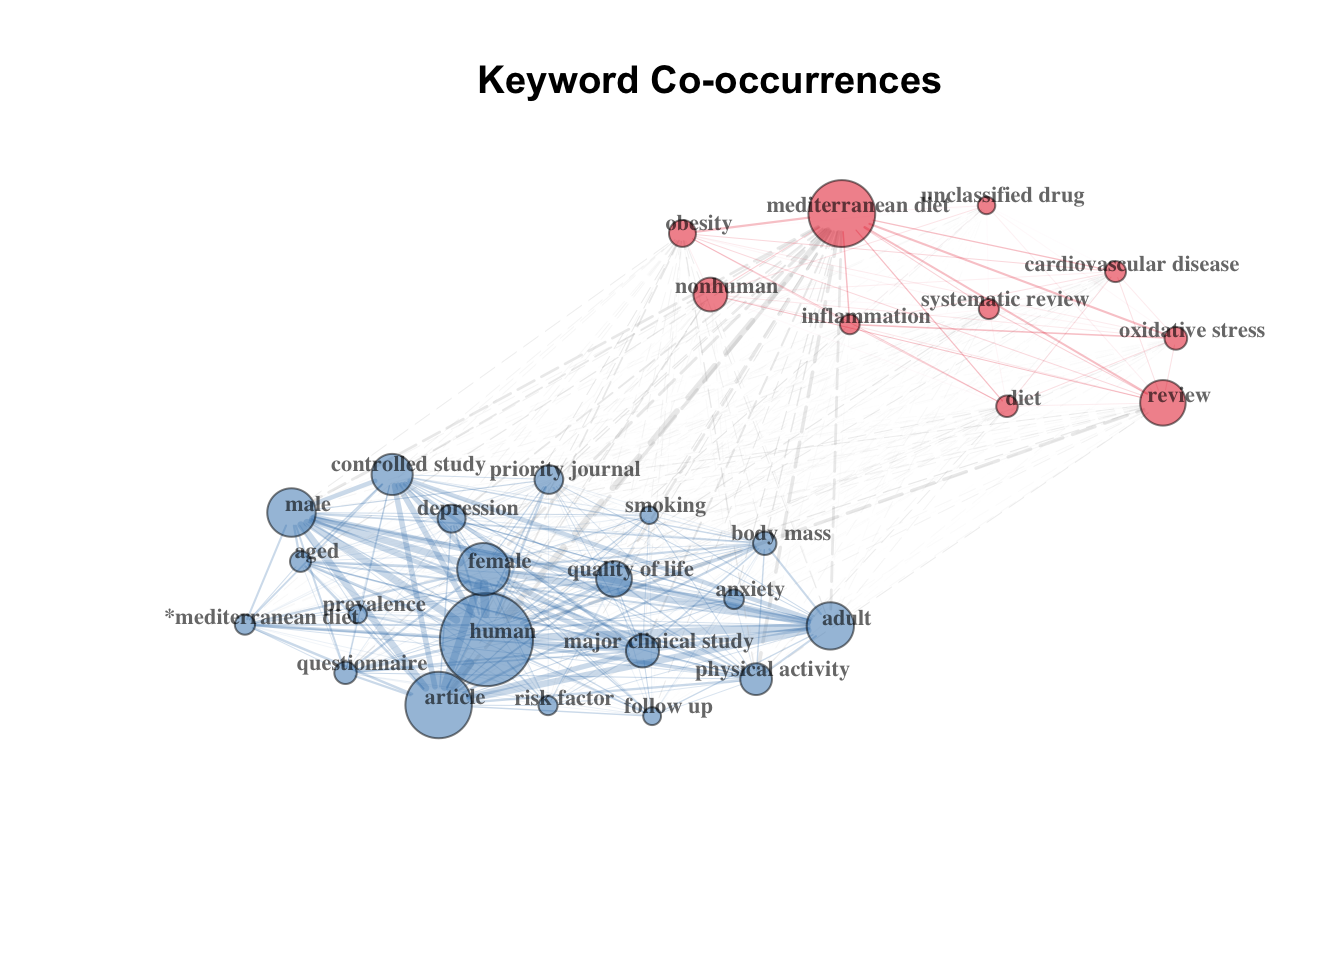 Keyword Co-occurrences
unclassified drug
mediterranean diet
obesity
cardiovascular disease
nonhuman
systematic review
inflammation
oxidative stress
review
diet
controlled study
priority journal
male
depression
smoking
body mass
aged
female
quality of life
anxiety
prevalence
*mediterranean diet
adult
human
major clinical study
questionnaire
physical activity
article
risk factor
follow up